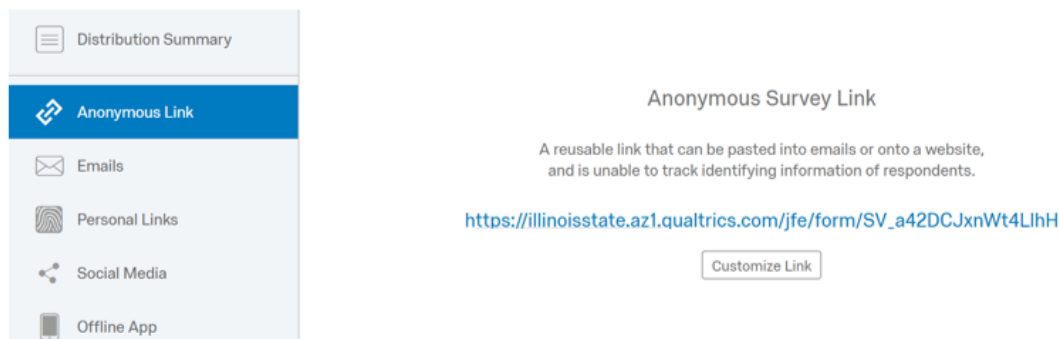 Distribution Summary
Anonymous Link
Emails
Personal Links
Social Media
Offline App
Anonymous Survey Link
A reusable link that can be pasted into emails or onto a website,
and is unable to track identifying information of respondents.
https://illinoisstate.az1.qualtrics.com/jfe/form/SV_a42DCJxnWt4LlhH
Customize Link